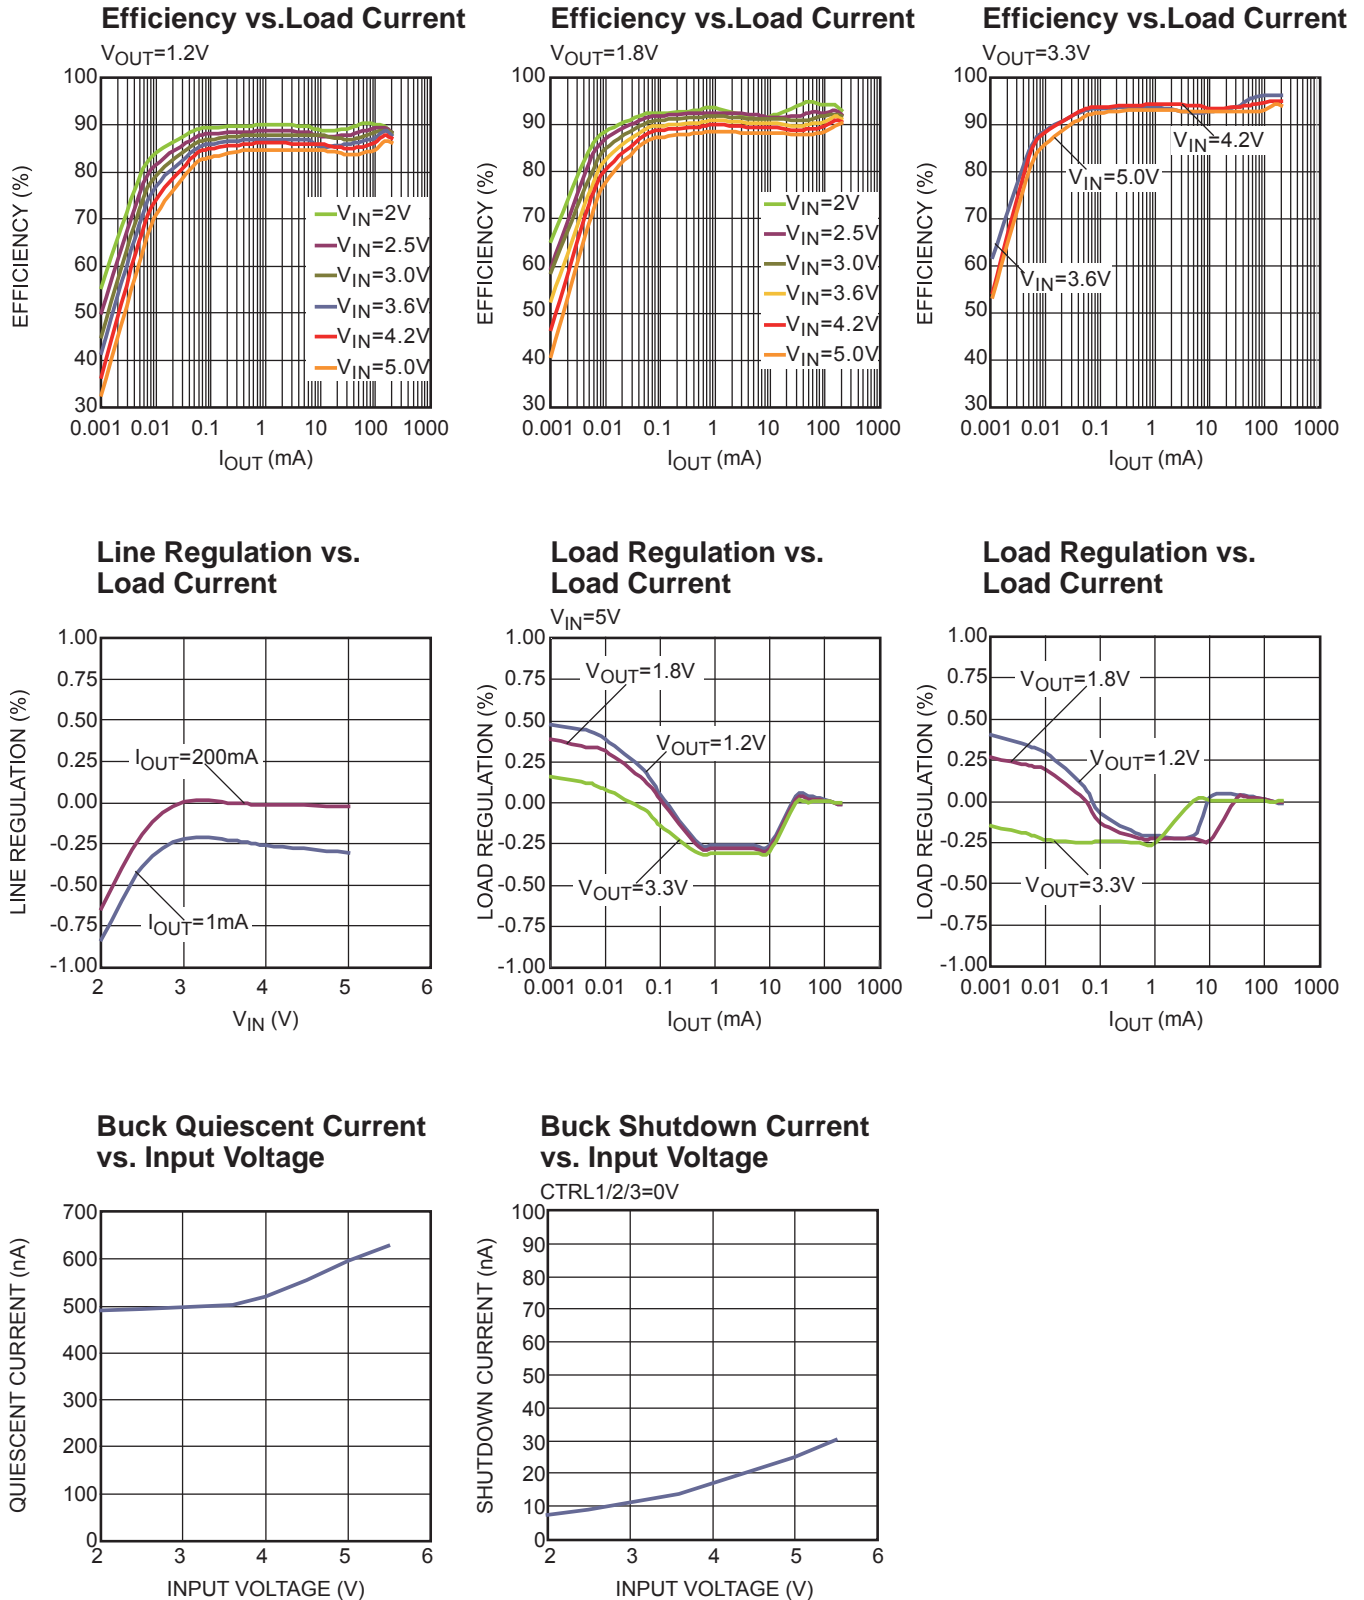 Efficiency vs.Load Current
VOUT=1.2V
EFFICIENCY (%)
100
90
80
70
60
50
40
30
VIN=2V
VIN=2.5V
VIN=3.0V
VIN=3.6V
VIN=4.2V
VIN=5.0V
0.001 0.01 0.1 1 10 100 1000
IOUT (mA)
Efficiency vs.Load Current
VOUT=1.8V
EFFICIENCY (%)
100
90
80
70
60
50
40
30
VIN=2V
VIN=2.5V
VIN=3.0V
VIN=3.6V
VIN=4.2V
VIN=5.0V
0.001 0.01 0.1 1 10 100 1000
IOUT (mA)
Efficiency vs.Load Current
VOUT=3.3V
EFFICIENCY (%)
100
90
80
70
60
50
40
30
VIN=4.2V
VIN=5.0V
VIN=3.6V
0.001 0.01 0.1 1 10 100 1000
IOUT (mA)
Line Regulation vs.
Load Current
LINE REGULATION (%)
1.00
0.75
0.50
0.25
0.00
-0.25
-0.50
-0.75
-1.00
IOUT=200mA
IOUT=1mA
2 3 4 5 6
VIN (V)
Load Regulation vs.
Load Current
VIN=5V
LOAD REGULATION (%)
1.00
0.75
0.50
0.25
0.00
-0.25
-0.50
-0.75
-1.00
VOUT=1.8V
VOUT=1.2V
VOUT=3.3V
0.001 0.01 0.1 1 10 100 1000
IOUT (mA)
Load Regulation vs.
Load Current
LOAD REGULATION (%)
1.00
0.75
0.50
0.25
0.00
-0.25
-0.50
-0.75
-1.00
VOUT=1.8V
VOUT=1.2V
VOUT=3.3V
0.001 0.01 0.1 1 10 100 1000
IOUT (mA)
Buck Quiescent Current
vs. Input Voltage
QUIESCENT CURRENT (nA)
700
600
500
400
300
200
100
0
2 3 4 5 6
INPUT VOLTAGE (V)
Buck Shutdown Current
vs. Input Voltage
CTRL1/2/3=0V
SHUTDOWN CURRENT (nA)
100
90
80
70
60
50
40
30
20
10
0
2 3 4 5 6
INPUT VOLTAGE (V)